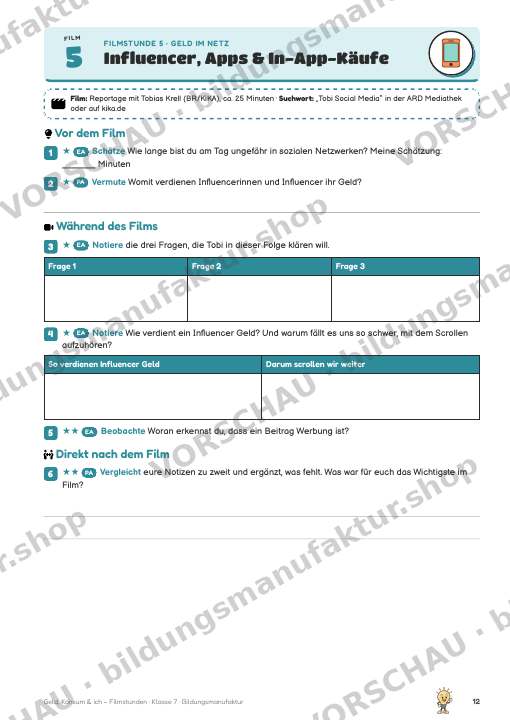 FILM
5
FILMSTUNDE 5 · GELD IM NETZ
Influencer, Apps & In-App-Käufe
Film: Reportage mit Tobias Krell (BR/KiKA), ca. 25 Minuten · Suchwort: „Tobi Social Media“ in der ARD Mediathek
oder auf kika.de
Vor dem Film
1 ★ EA Schätze Wie lange bist du am Tag ungefähr in sozialen Netzwerken? Meine Schätzung:
________ Minuten
2 ★ PA Vermute Womit verdienen Influencerinnen und Influencer ihr Geld?
Während des Films
3 ★ EA Notiere die drei Fragen, die Tobi in dieser Folge klären will.
Frage 1 Frage 2 Frage 3
4 ★ EA Notiere Wie verdient ein Influencer Geld? Und warum fällt es uns so schwer, mit dem Scrollen
aufzuhören?
So verdienen Influencer Geld Darum scrollen wir weiter
5 ★★ EA Beobachte Woran erkennst du, dass ein Beitrag Werbung ist?
Direkt nach dem Film
6 ★★ PA Vergleicht eure Notizen zu zweit und ergänzt, was fehlt. Was war für euch das Wichtigste im
Film?
Geld, Konsum & Ich – Filmstunden · Klasse 7 · Bildungsmanufaktur
12
VORSCHAU · bildungsmanufaktur.shop